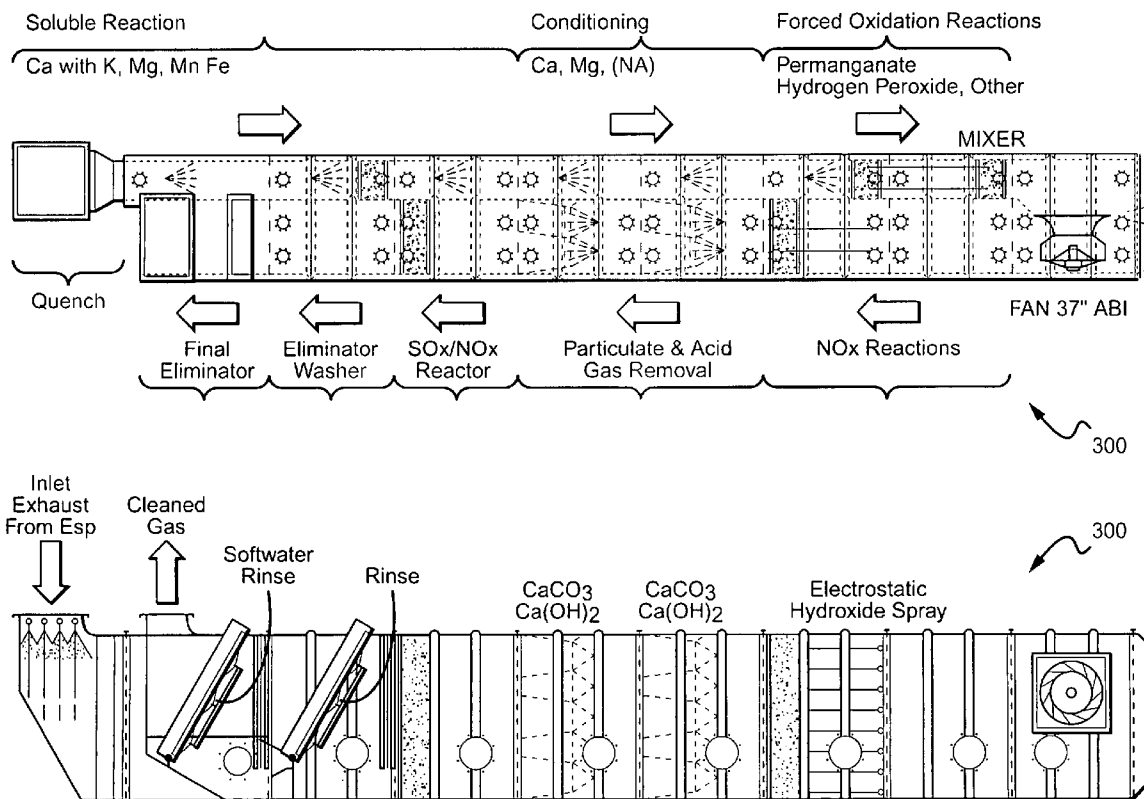 Soluble Reaction
Ca with K, Mg, Mn Fe
Conditioning
Ca, Mg, (NA)
Forced Oxidation Reactions
Permanganate
Hydrogen Peroxide, Other
MIXER
Quench
FAN 37" ABI
Final
Eliminator
Eliminator
Washer
SOx/NOx
Reactor
Particulate & Acid
Gas Removal
NOx Reactions
300
Inlet
Exhaust
From Esp
Cleaned
Gas
Softwater
Rinse
Rinse
CaCO3
Ca(OH)2
CaCO3
Ca(OH)2
Electrostatic
Hydroxide Spray
300